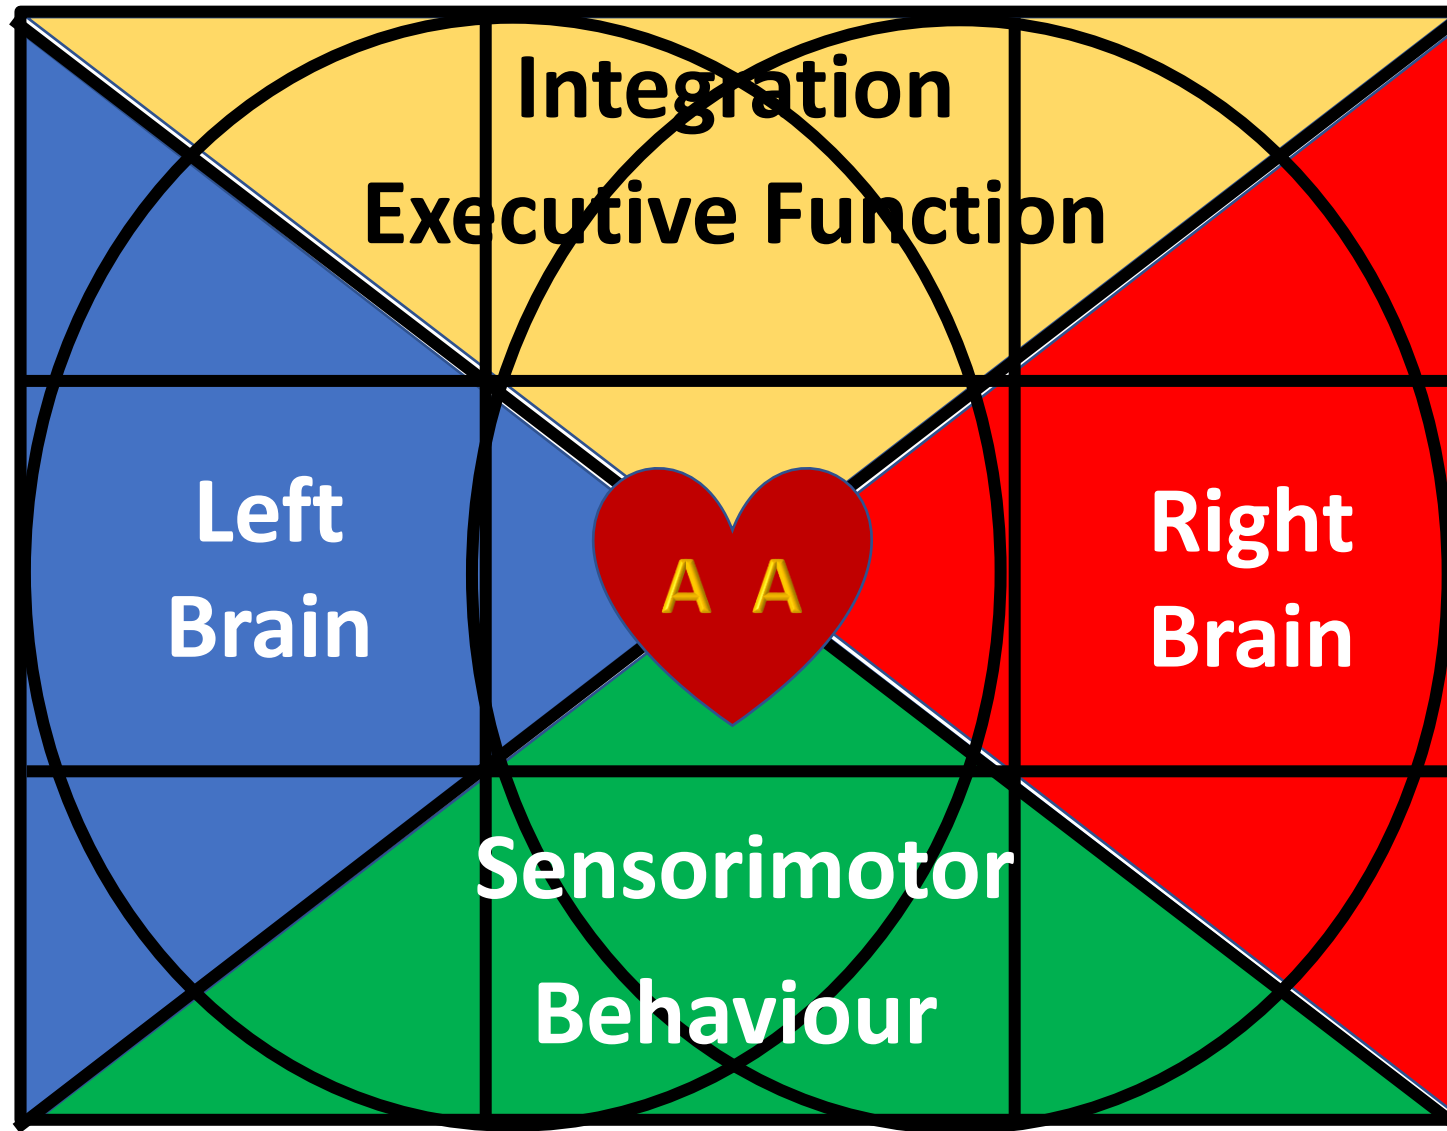 Integration
Executive Function
Left
Brain
A A
Right
Brain
Sensorimotor
Behaviour